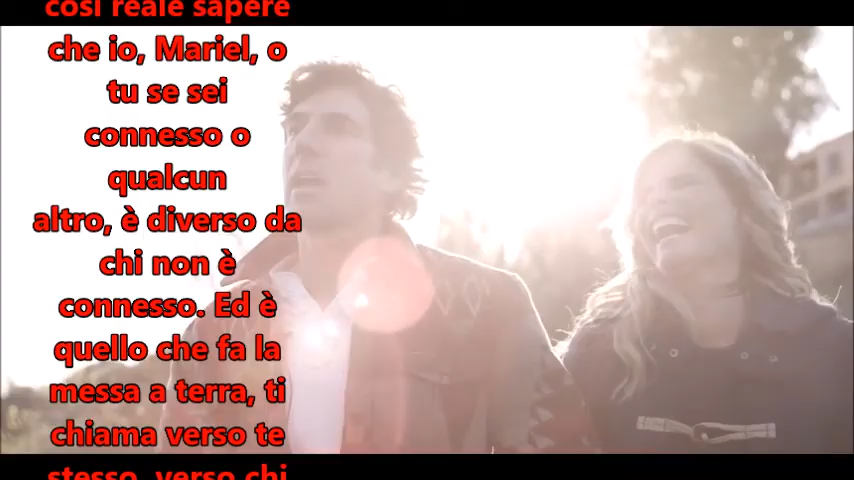 così reale sapere
che io, Mariel, o
tu se sei
connesso o
qualcun
altro, è diverso da
chi non è
connesso. Ed è
quello che fa la
messa a terra, ti
chiama verso te
stesso, verso chi